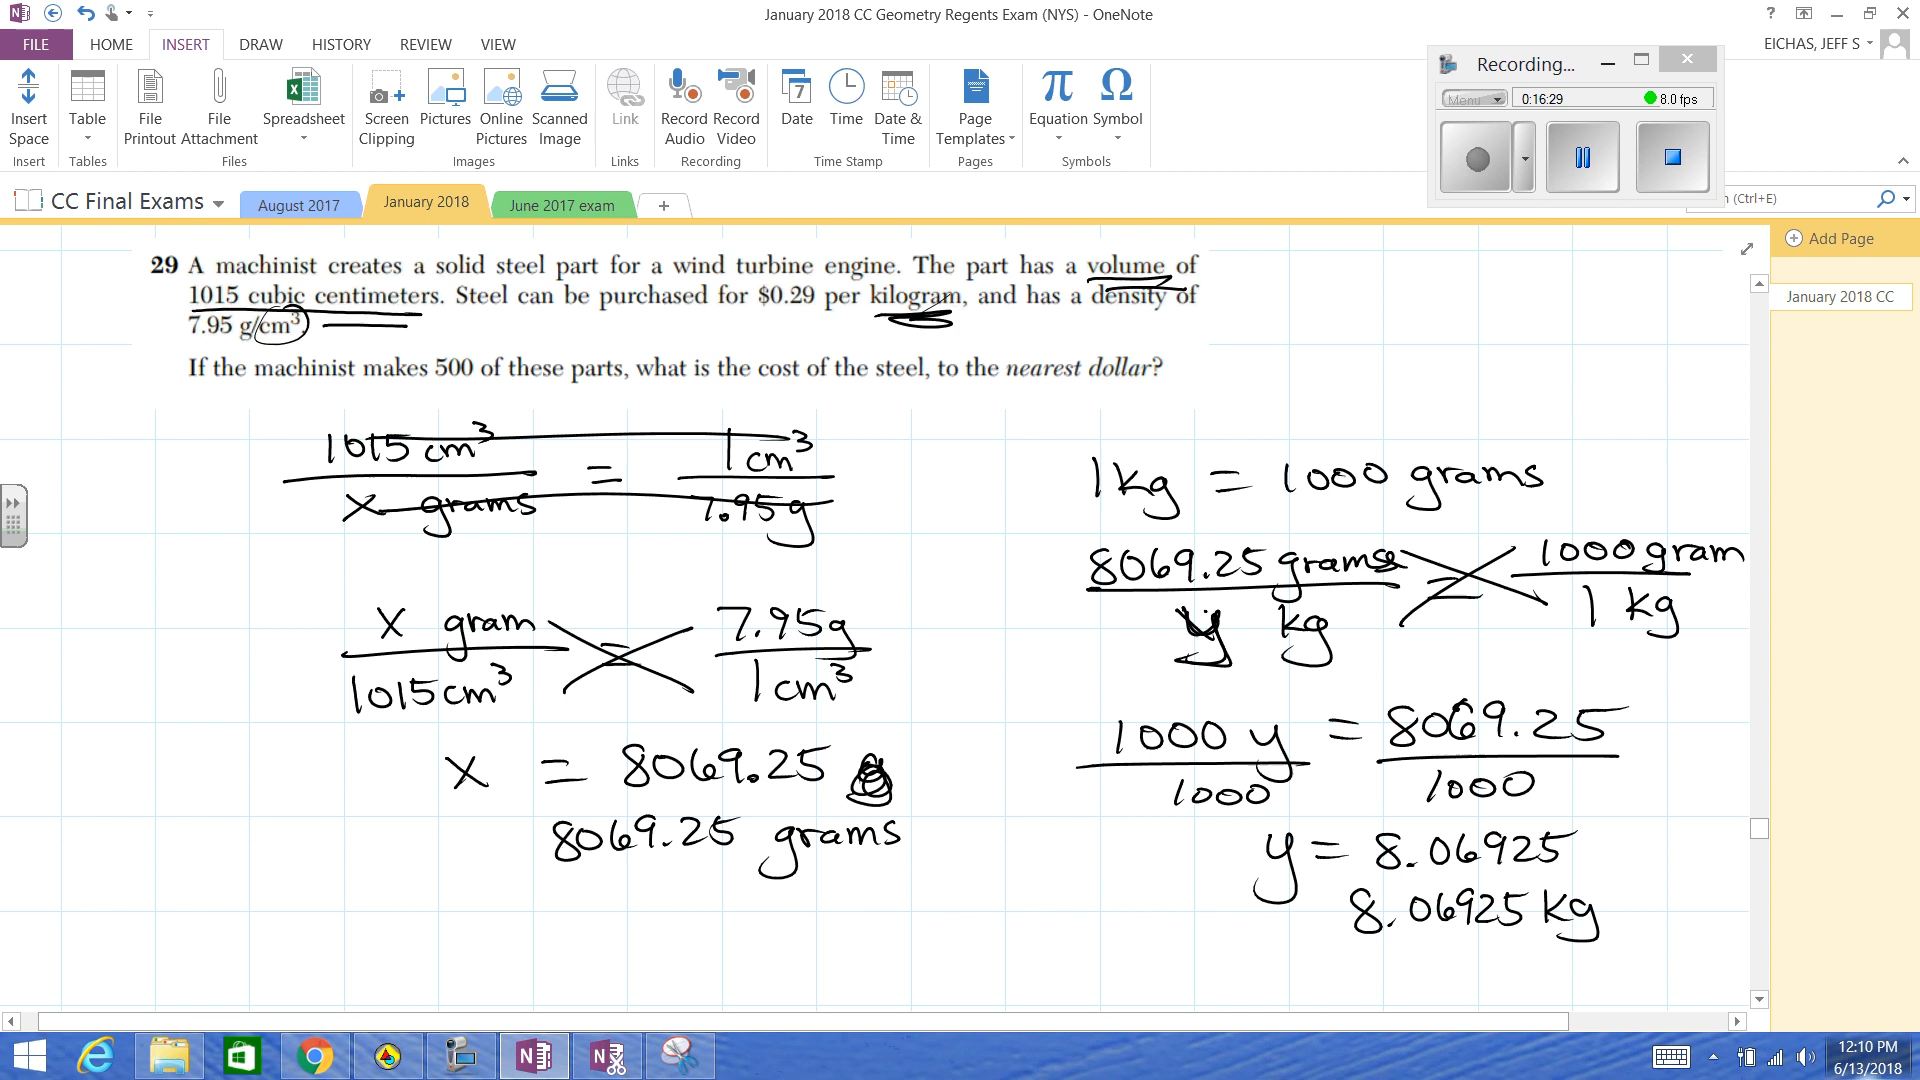 January 2018 CC Geometry Regents Exam (NYS) - OneNote
FILE HOME INSERT DRAW HISTORY REVIEW VIEW
EICHAS, JEFF S
Recording...
Menu 0:16:29 8.0 fps
Insert Space
Table
File Printout
File Attachment
Spreadsheet
Screen Clipping
Pictures
Online Pictures
Scanned Image
Link
Record Audio
Record Video
Date
Time
Date & Time
Page Templates
Equation
Symbol
Insert Tables Files Images Links Recording Time Stamp Pages Symbols
CC Final Exams August 2017 January 2018 June 2017 exam +
(Ctrl+E)
Add Page
January 2018 CC
29 A machinist creates a solid steel part for a wind turbine engine. The part has a volume of
1015 cubic centimeters. Steel can be purchased for $0.29 per kilogram, and has a density of
7.95 g/cm³.
If the machinist makes 500 of these parts, what is the cost of the steel, to the nearest dollar?
1015 cm³ = 1 cm³
x grams 7.95 g
x gram = 7.95g
1015 cm³ 1 cm³
x = 8069.25
8069.25 grams
1 kg = 1000 grams
8069.25 grams = 1000 gram
y kg 1 kg
1000 y = 8069.25
1000 1000
y = 8.06925
8.06925 kg
12:10 PM
6/13/2018